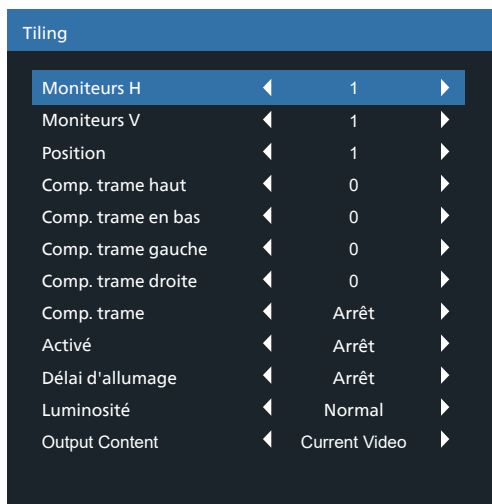 Tiling
Moniteurs H 1
Moniteurs V 1
Position 1
Comp. trame haut 0
Comp. trame en bas 0
Comp. trame gauche 0
Comp. trame droite 0
Comp. trame Arrêt
Activé Arrêt
Délai d'allumage Arrêt
Luminosité Normal
Output Content Current Video